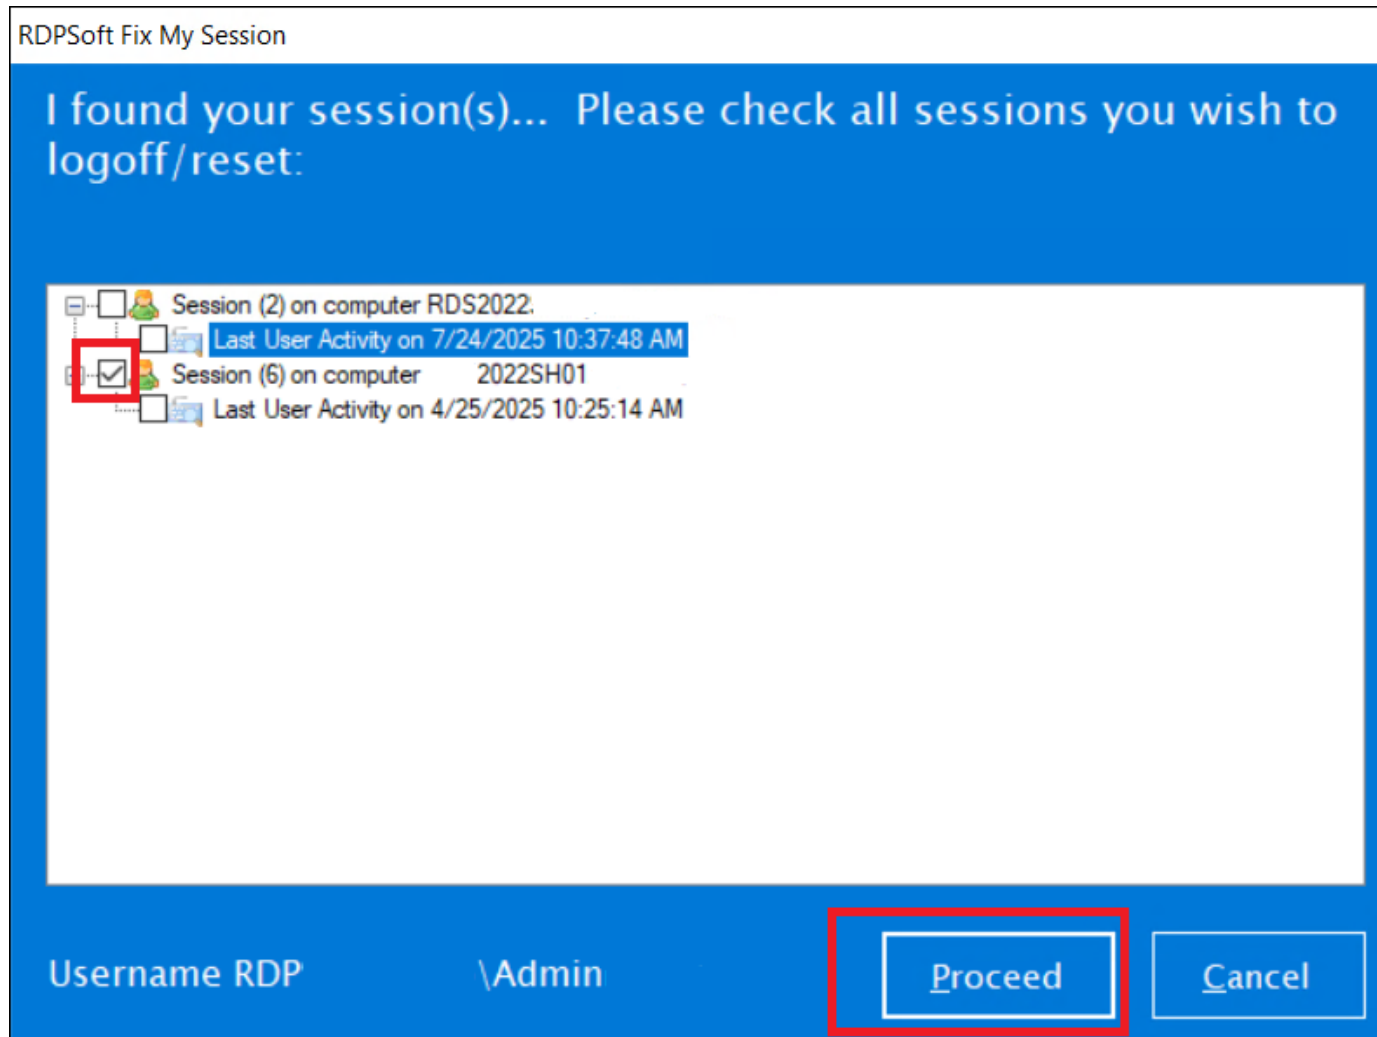 RDPSoft Fix My Session
I found your session(s)... Please check all sessions you wish to
logoff/reset:
Session (2) on computer RDS2022.
Last User Activity on 7/24/2025 10:37:48 AM
Session (6) on computer 2022SH01
Last User Activity on 4/25/2025 10:25:14 AM
Username RDP \Admin
Proceed
Cancel